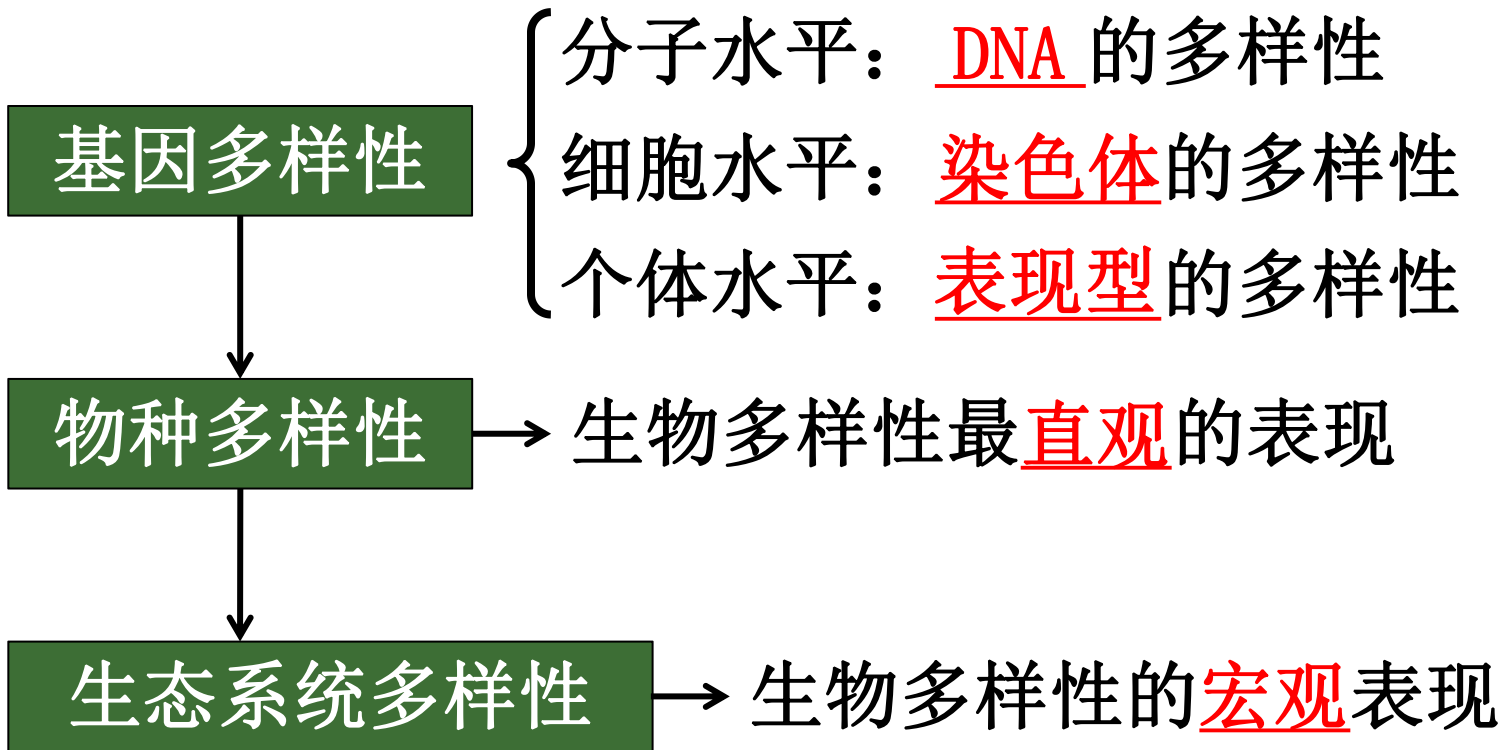 分子水平：DNA的多样性
基因多样性
细胞水平：染色体的多样性
个体水平：表现型的多样性
物种多样性
生物多样性最直观的表现
生态系统多样性
生物多样性的宏观表现